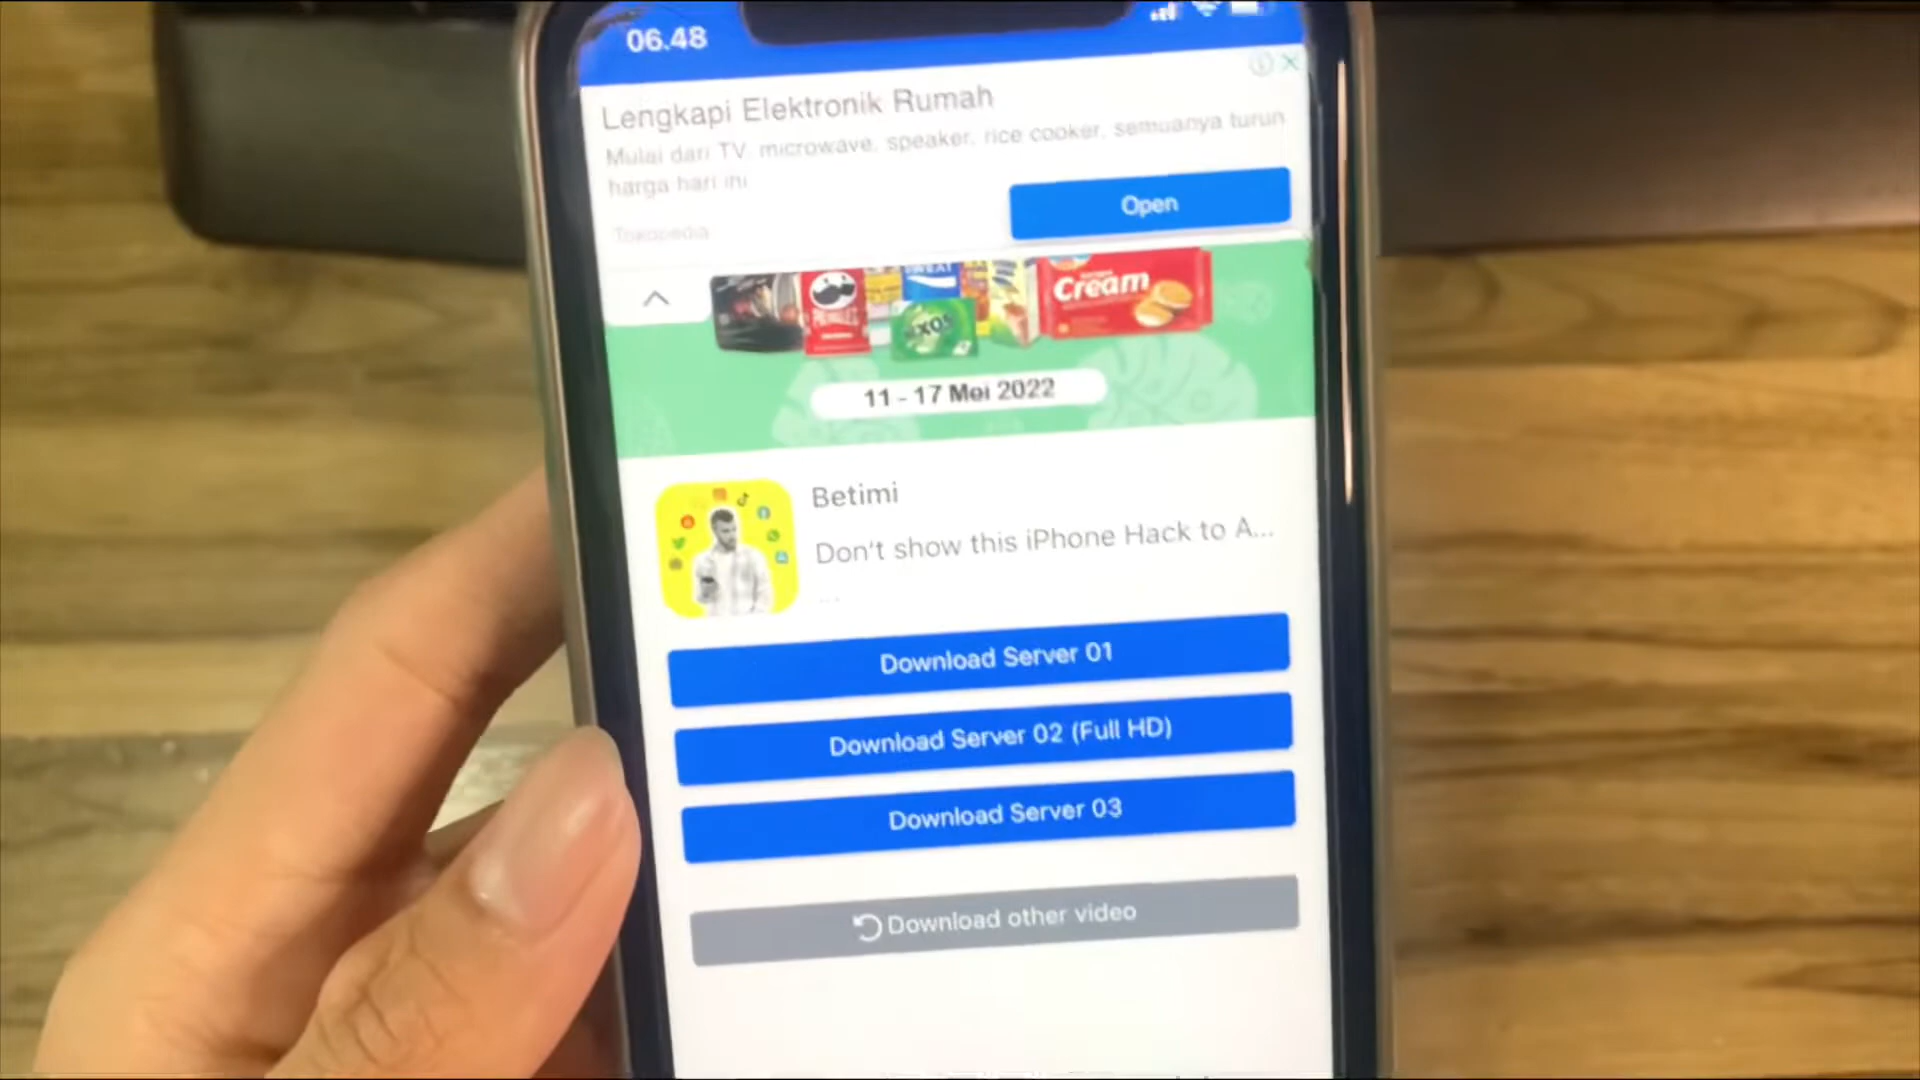 06.48
Lengkapi Elektronik Rumah
Mulai dari TV, microwave, speaker, rice cooker, semuanya turun
harga hari ini
Open
Tokopedia
Cream
11 - 17 Mei 2022
Betimi
Don't show this iPhone Hack to A...
...
Download Server 01
Download Server 02 (Full HD)
Download Server 03
Download other video